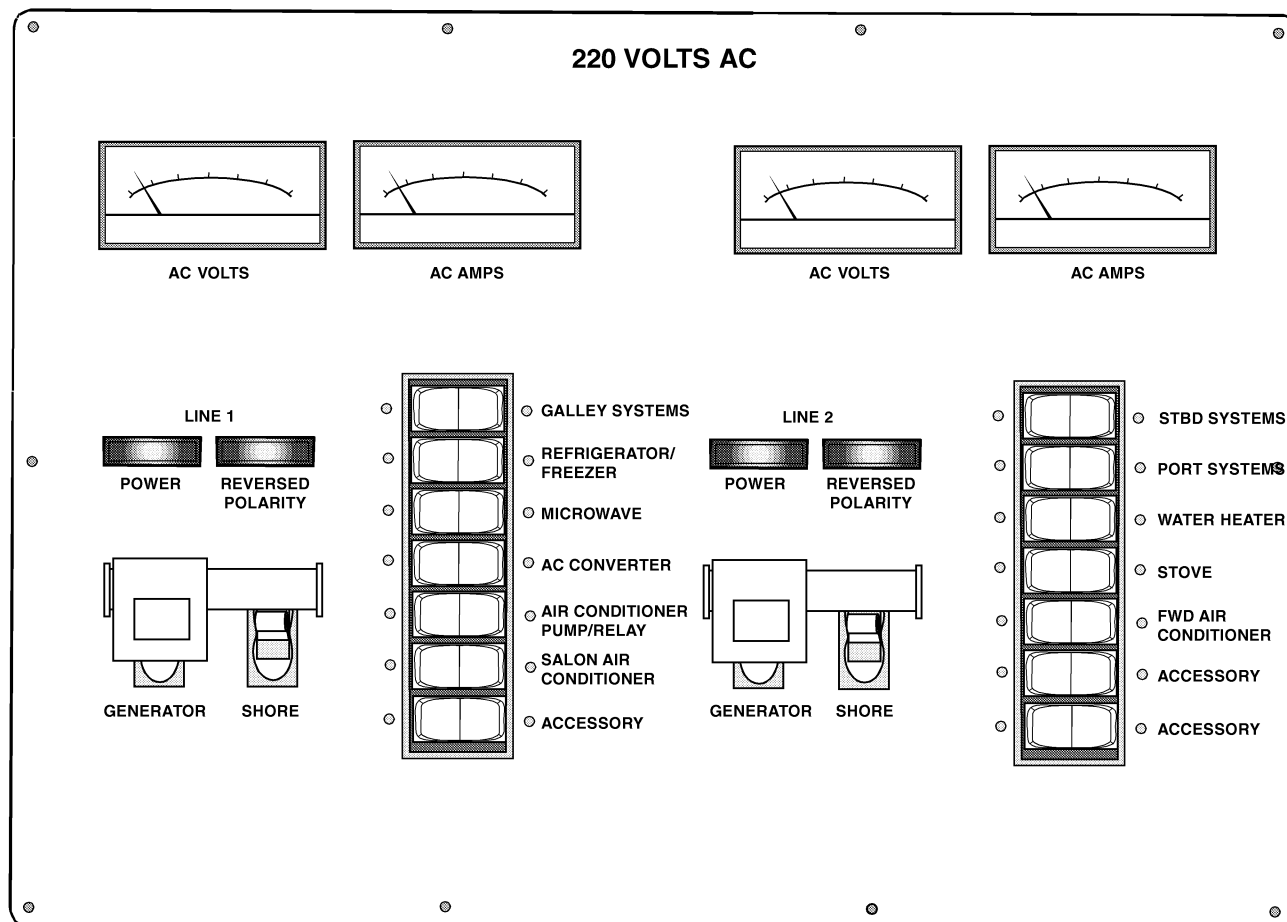 220 VOLTS AC
AC VOLTS
AC AMPS
AC VOLTS
AC AMPS
LINE 1
POWER
REVERSED
POLARITY
GENERATOR
SHORE
GALLEY SYSTEMS
REFRIGERATOR/
FREEZER
MICROWAVE
AC CONVERTER
AIR CONDITIONER
PUMP/RELAY
SALON AIR
CONDITIONER
ACCESSORY
LINE 2
POWER
REVERSED
POLARITY
GENERATOR
SHORE
STBD SYSTEMS
PORT SYSTEMS
WATER HEATER
STOVE
FWD AIR
CONDITIONER
ACCESSORY
ACCESSORY